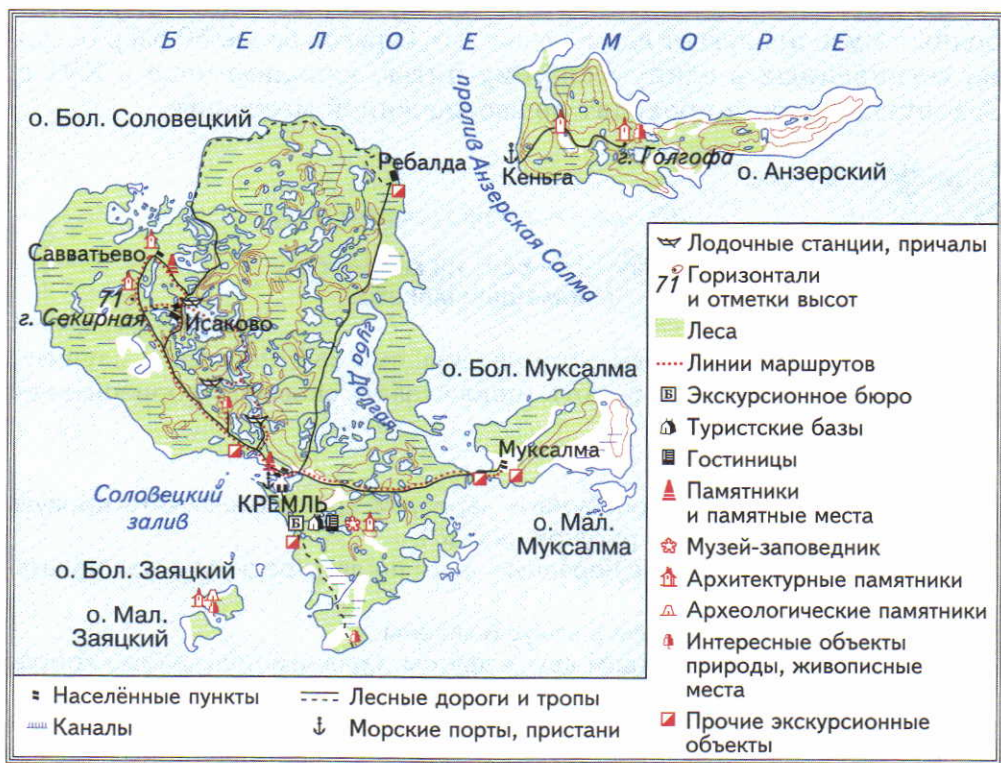 БЕЛОЕ МОРЕ
о. Бол. Соловецкий
пролив Анзерская Салма
Ребалда
Кеньга
г. Голгофа
о. Анзерский
Савватьево
71
г. Секирная
Исаково
губа Долгая
о. Бол. Муксалма
Муксалма
Соловецкий
залив
КРЕМЛЬ
Б
о. Мал.
Муксалма
о. Бол. Заяцкий
о. Мал.
Заяцкий
Лодочные станции, причалы
71 Горизонтали
и отметки высот
Леса
Линии маршрутов
Б Экскурсионное бюро
Туристские базы
Гостиницы
Памятники
и памятные места
Музей-заповедник
Архитектурные памятники
Археологические памятники
Интересные объекты
природы, живописные
места
Прочие экскурсионные
объекты
Населённые пункты
Каналы
Лесные дороги и тропы
Морские порты, пристани